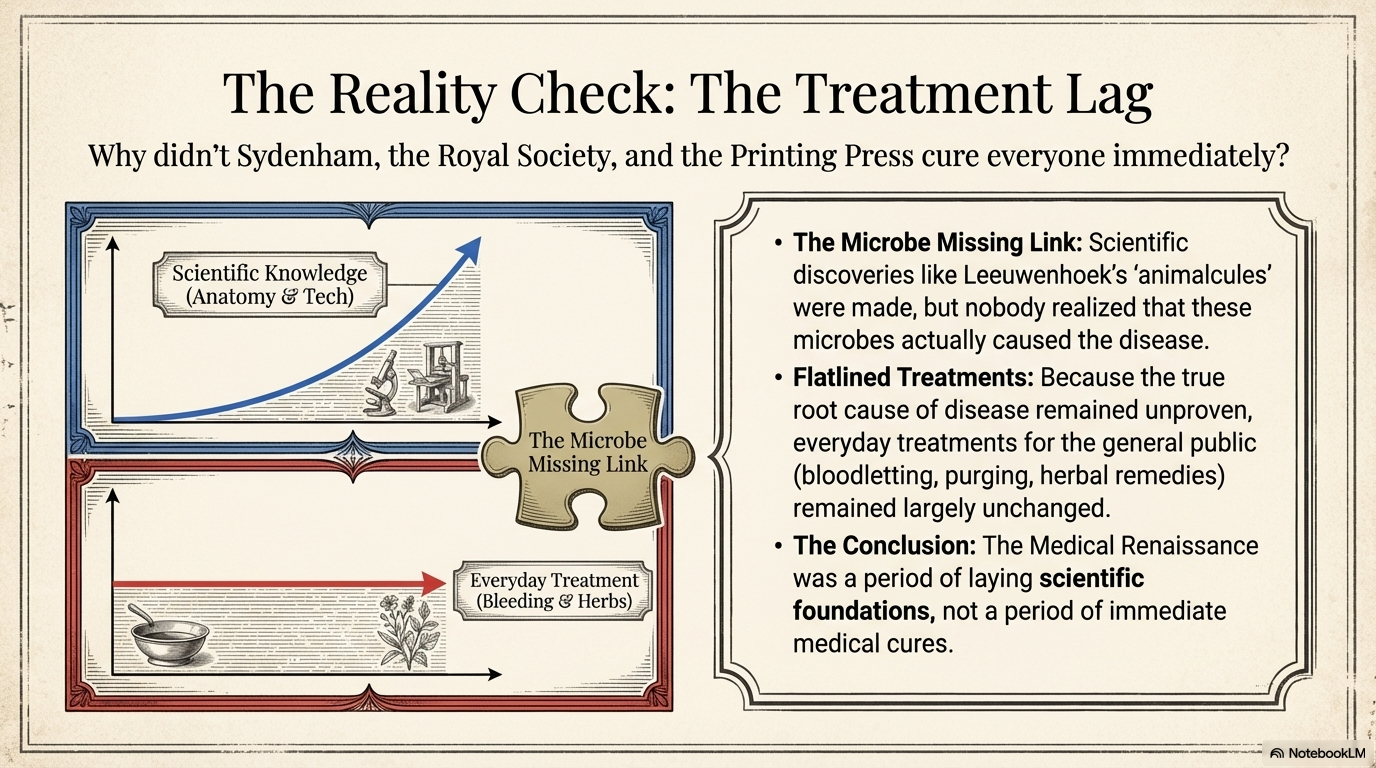 The Reality Check: The Treatment Lag
Why didn't Sydenham, the Royal Society, and the Printing Press cure everyone immediately?
Scientific Knowledge
(Anatomy & Tech)
The Microbe
Missing Link
Everyday Treatment
(Bleeding & Herbs)
• The Microbe Missing Link: Scientific
discoveries like Leeuwenhoek's 'animalcules'
were made, but nobody realized that these
microbes actually caused the disease.
• Flatlined Treatments: Because the true
root cause of disease remained unproven,
everyday treatments for the general public
(bloodletting, purging, herbal remedies)
remained largely unchanged.
• The Conclusion: The Medical Renaissance
was a period of laying scientific
foundations, not a period of immediate
medical cures.
NotebookLM